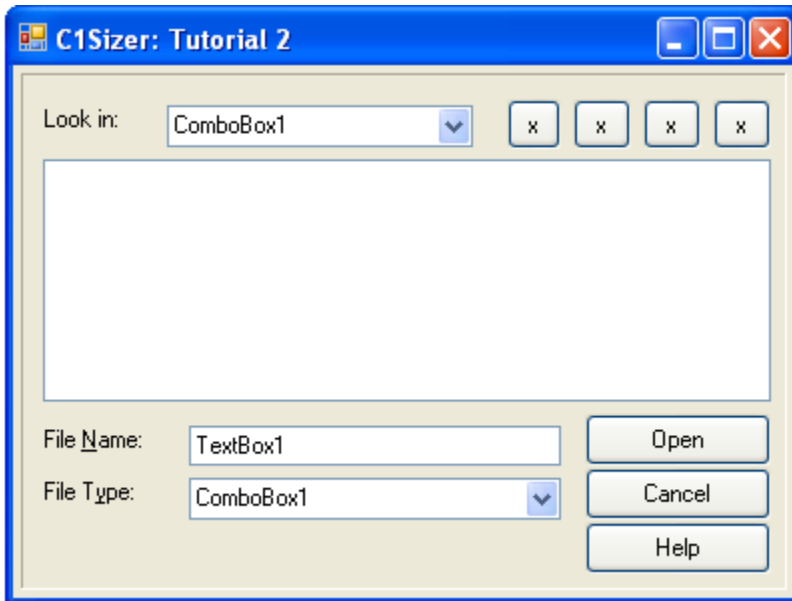 C1Sizer: Tutorial 2
Look in: ComboBox1 x x x x
File Name: TextBox1 Open
File Type: ComboBox1 Cancel
Help